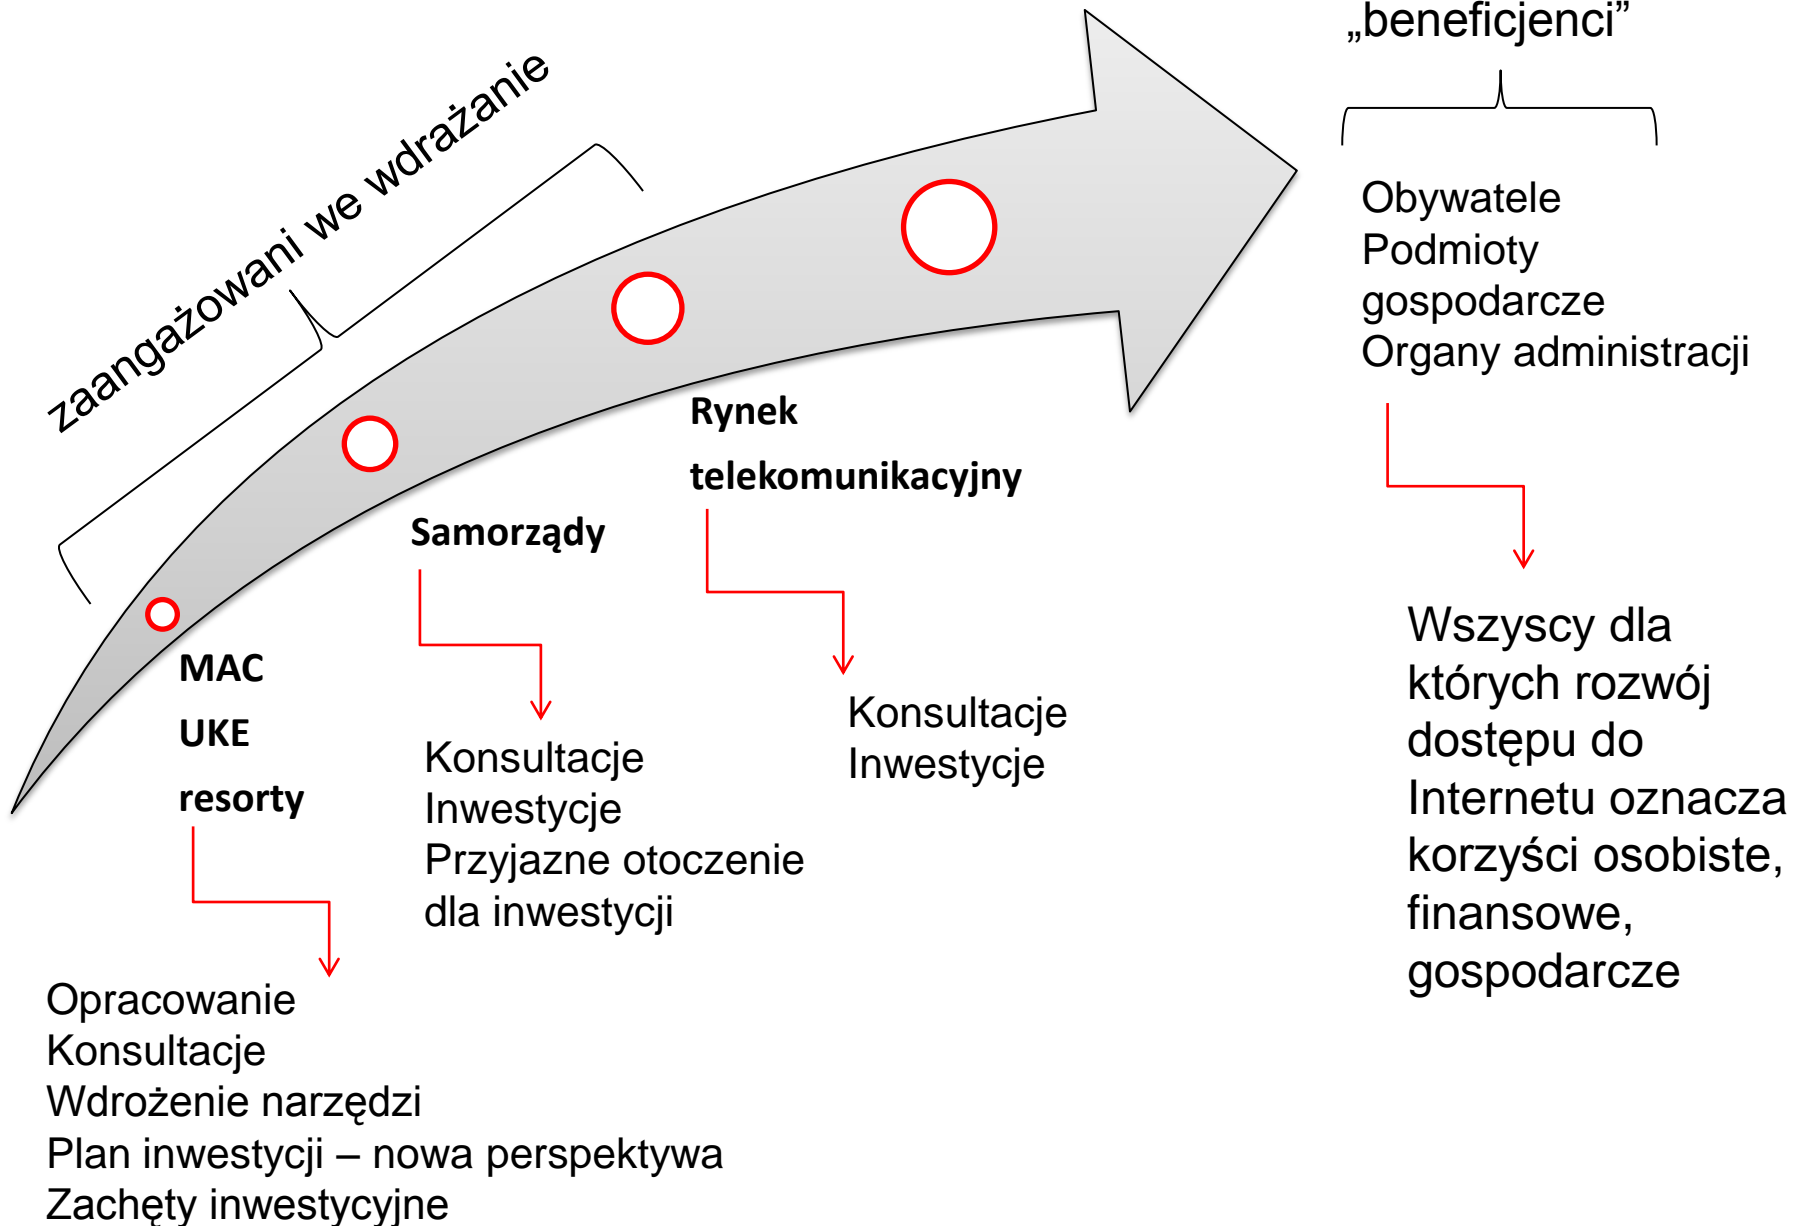 „beneficjenci”
zaangażowani we wdrażanie
Obywatele
Podmioty
gospodarcze
Organy administracji
Rynek
telekomunikacyjny
Samorządy
MAC
UKE
resorty
Wszyscy dla
których rozwój
dostępu do
Internetu oznacza
korzyści osobiste,
finansowe,
gospodarcze
Konsultacje
Inwestycje
Konsultacje
Inwestycje
Przyjazne otoczenie
dla inwestycji
Opracowanie
Konsultacje
Wdrożenie narzędzi
Plan inwestycji – nowa perspektywa
Zachęty inwestycyjne